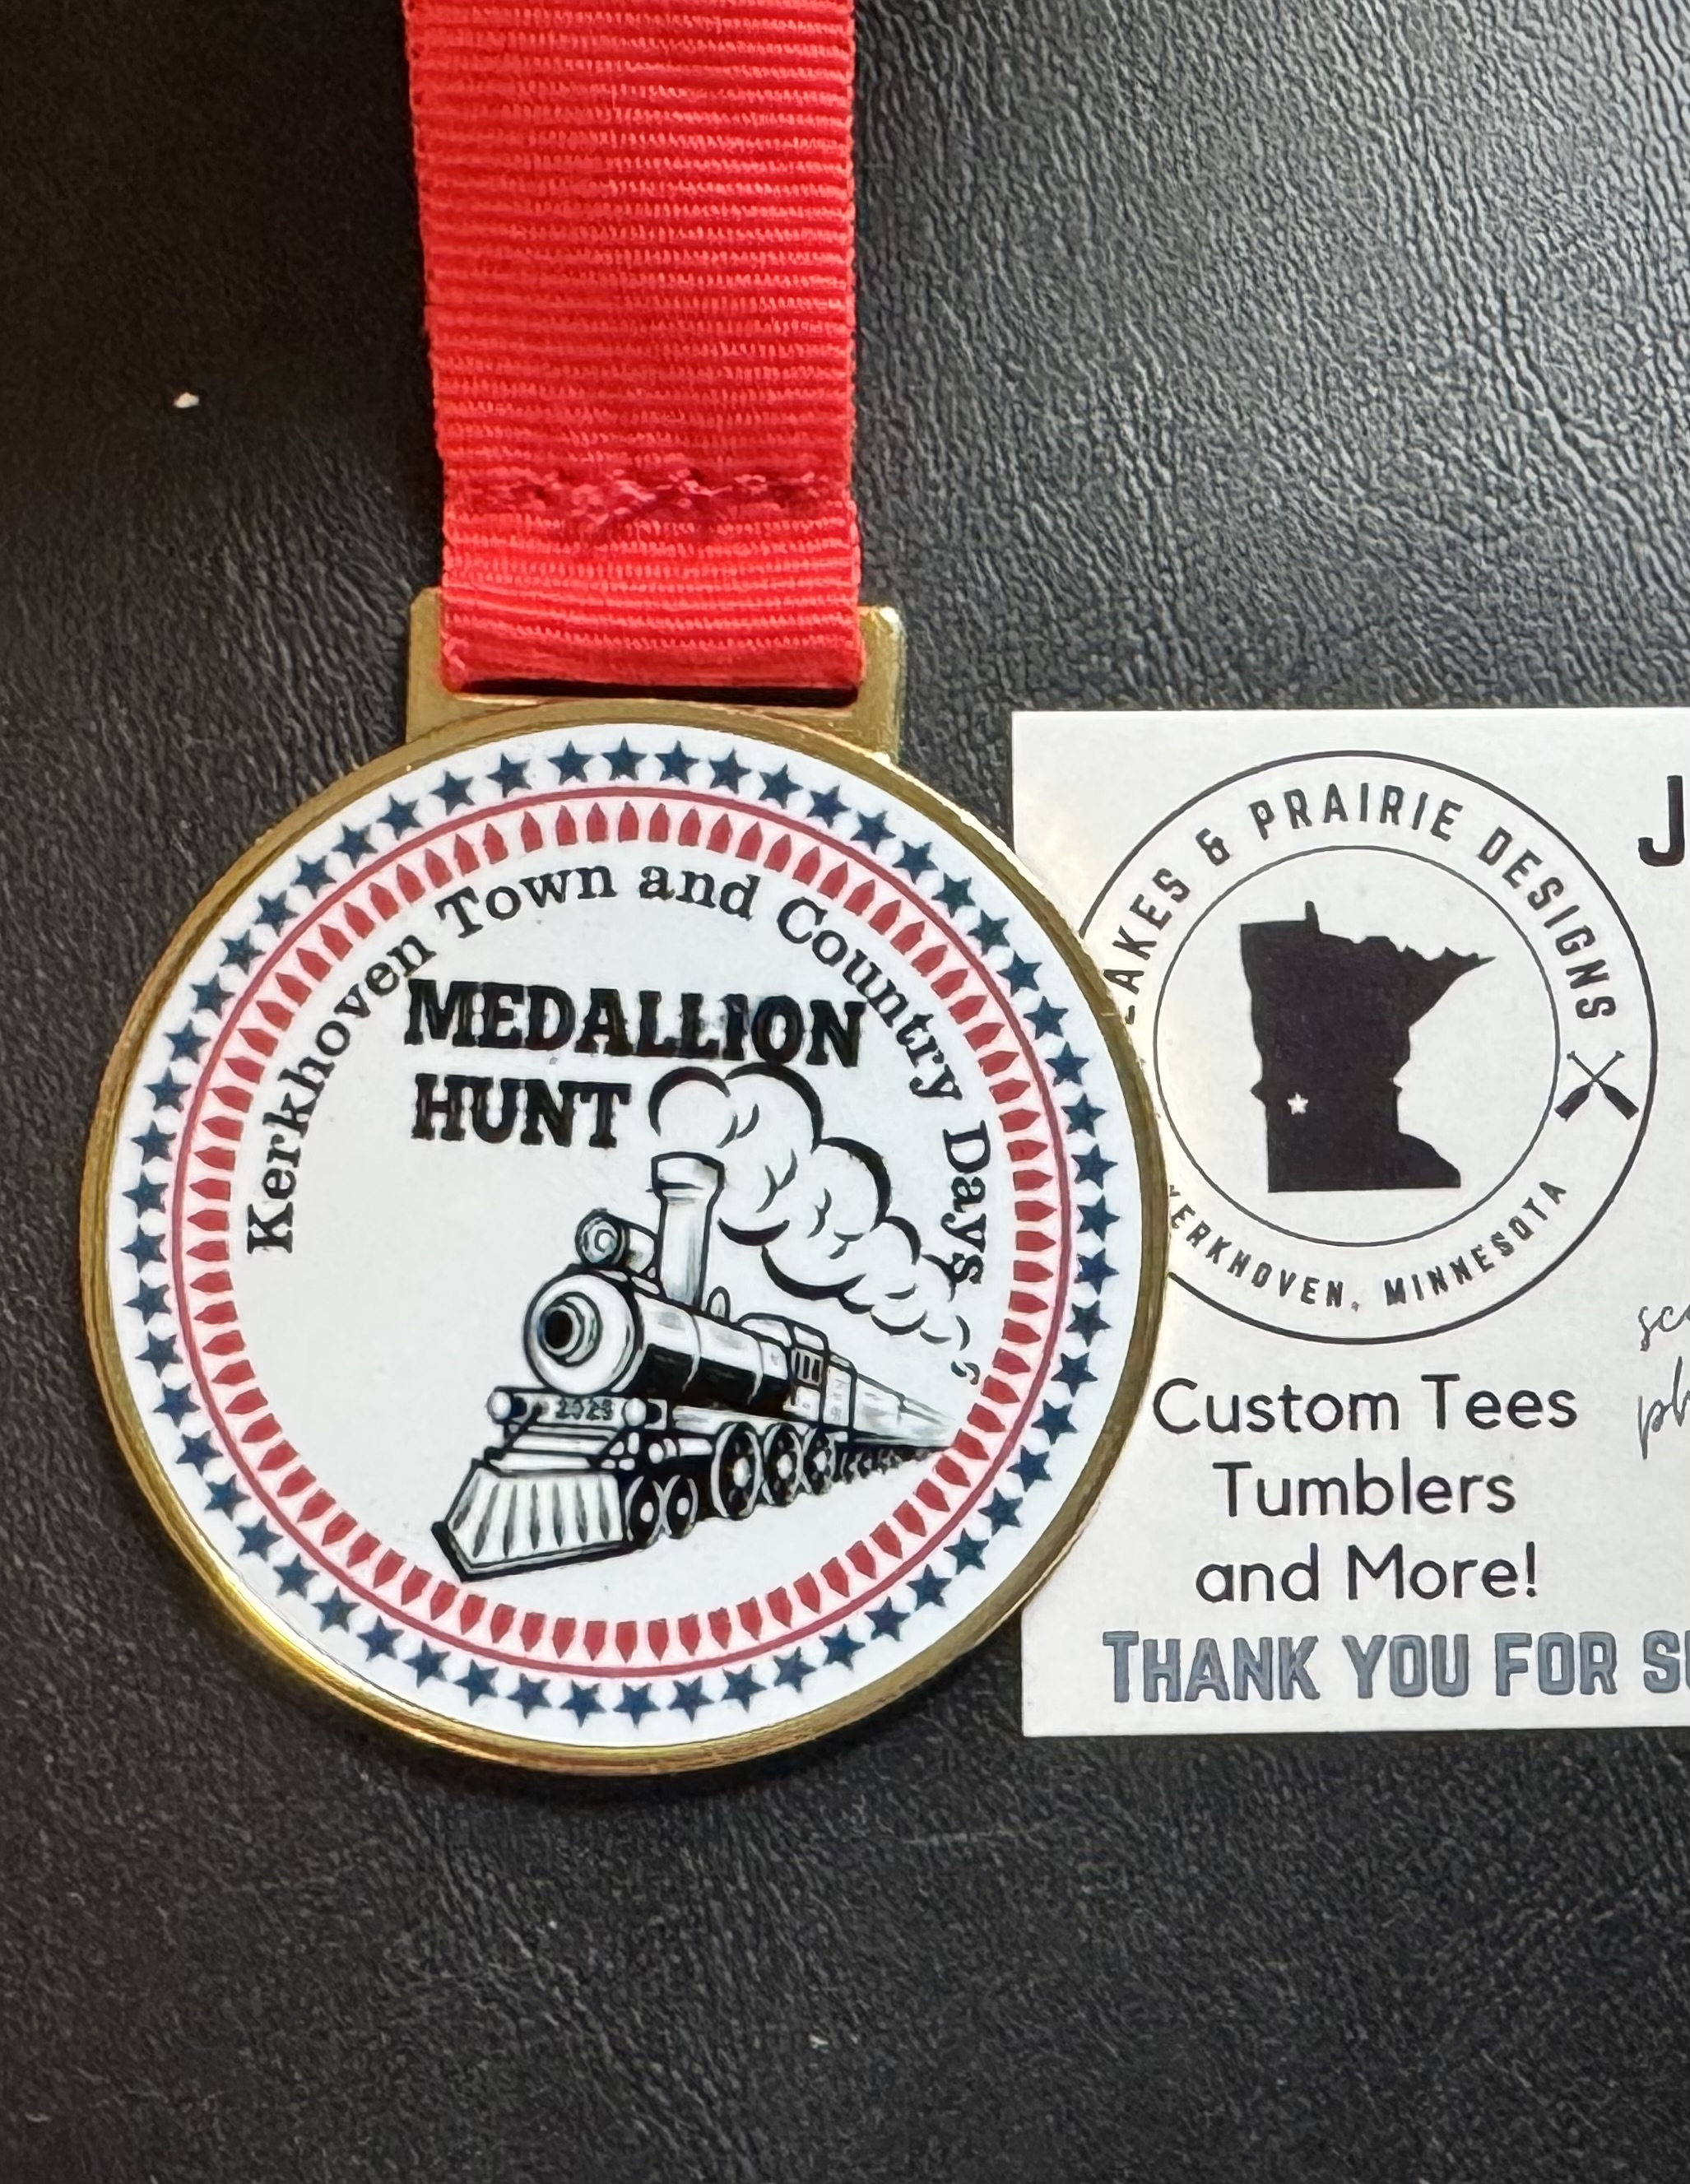 Kerkhoven Town and Country Days
MEDALLION
HUNT
LAKES & PRAIRIE DESIGNS
KERKHOVEN, MINNESOTA
Custom Tees
Tumblers
and More!
THANK YOU FOR
J